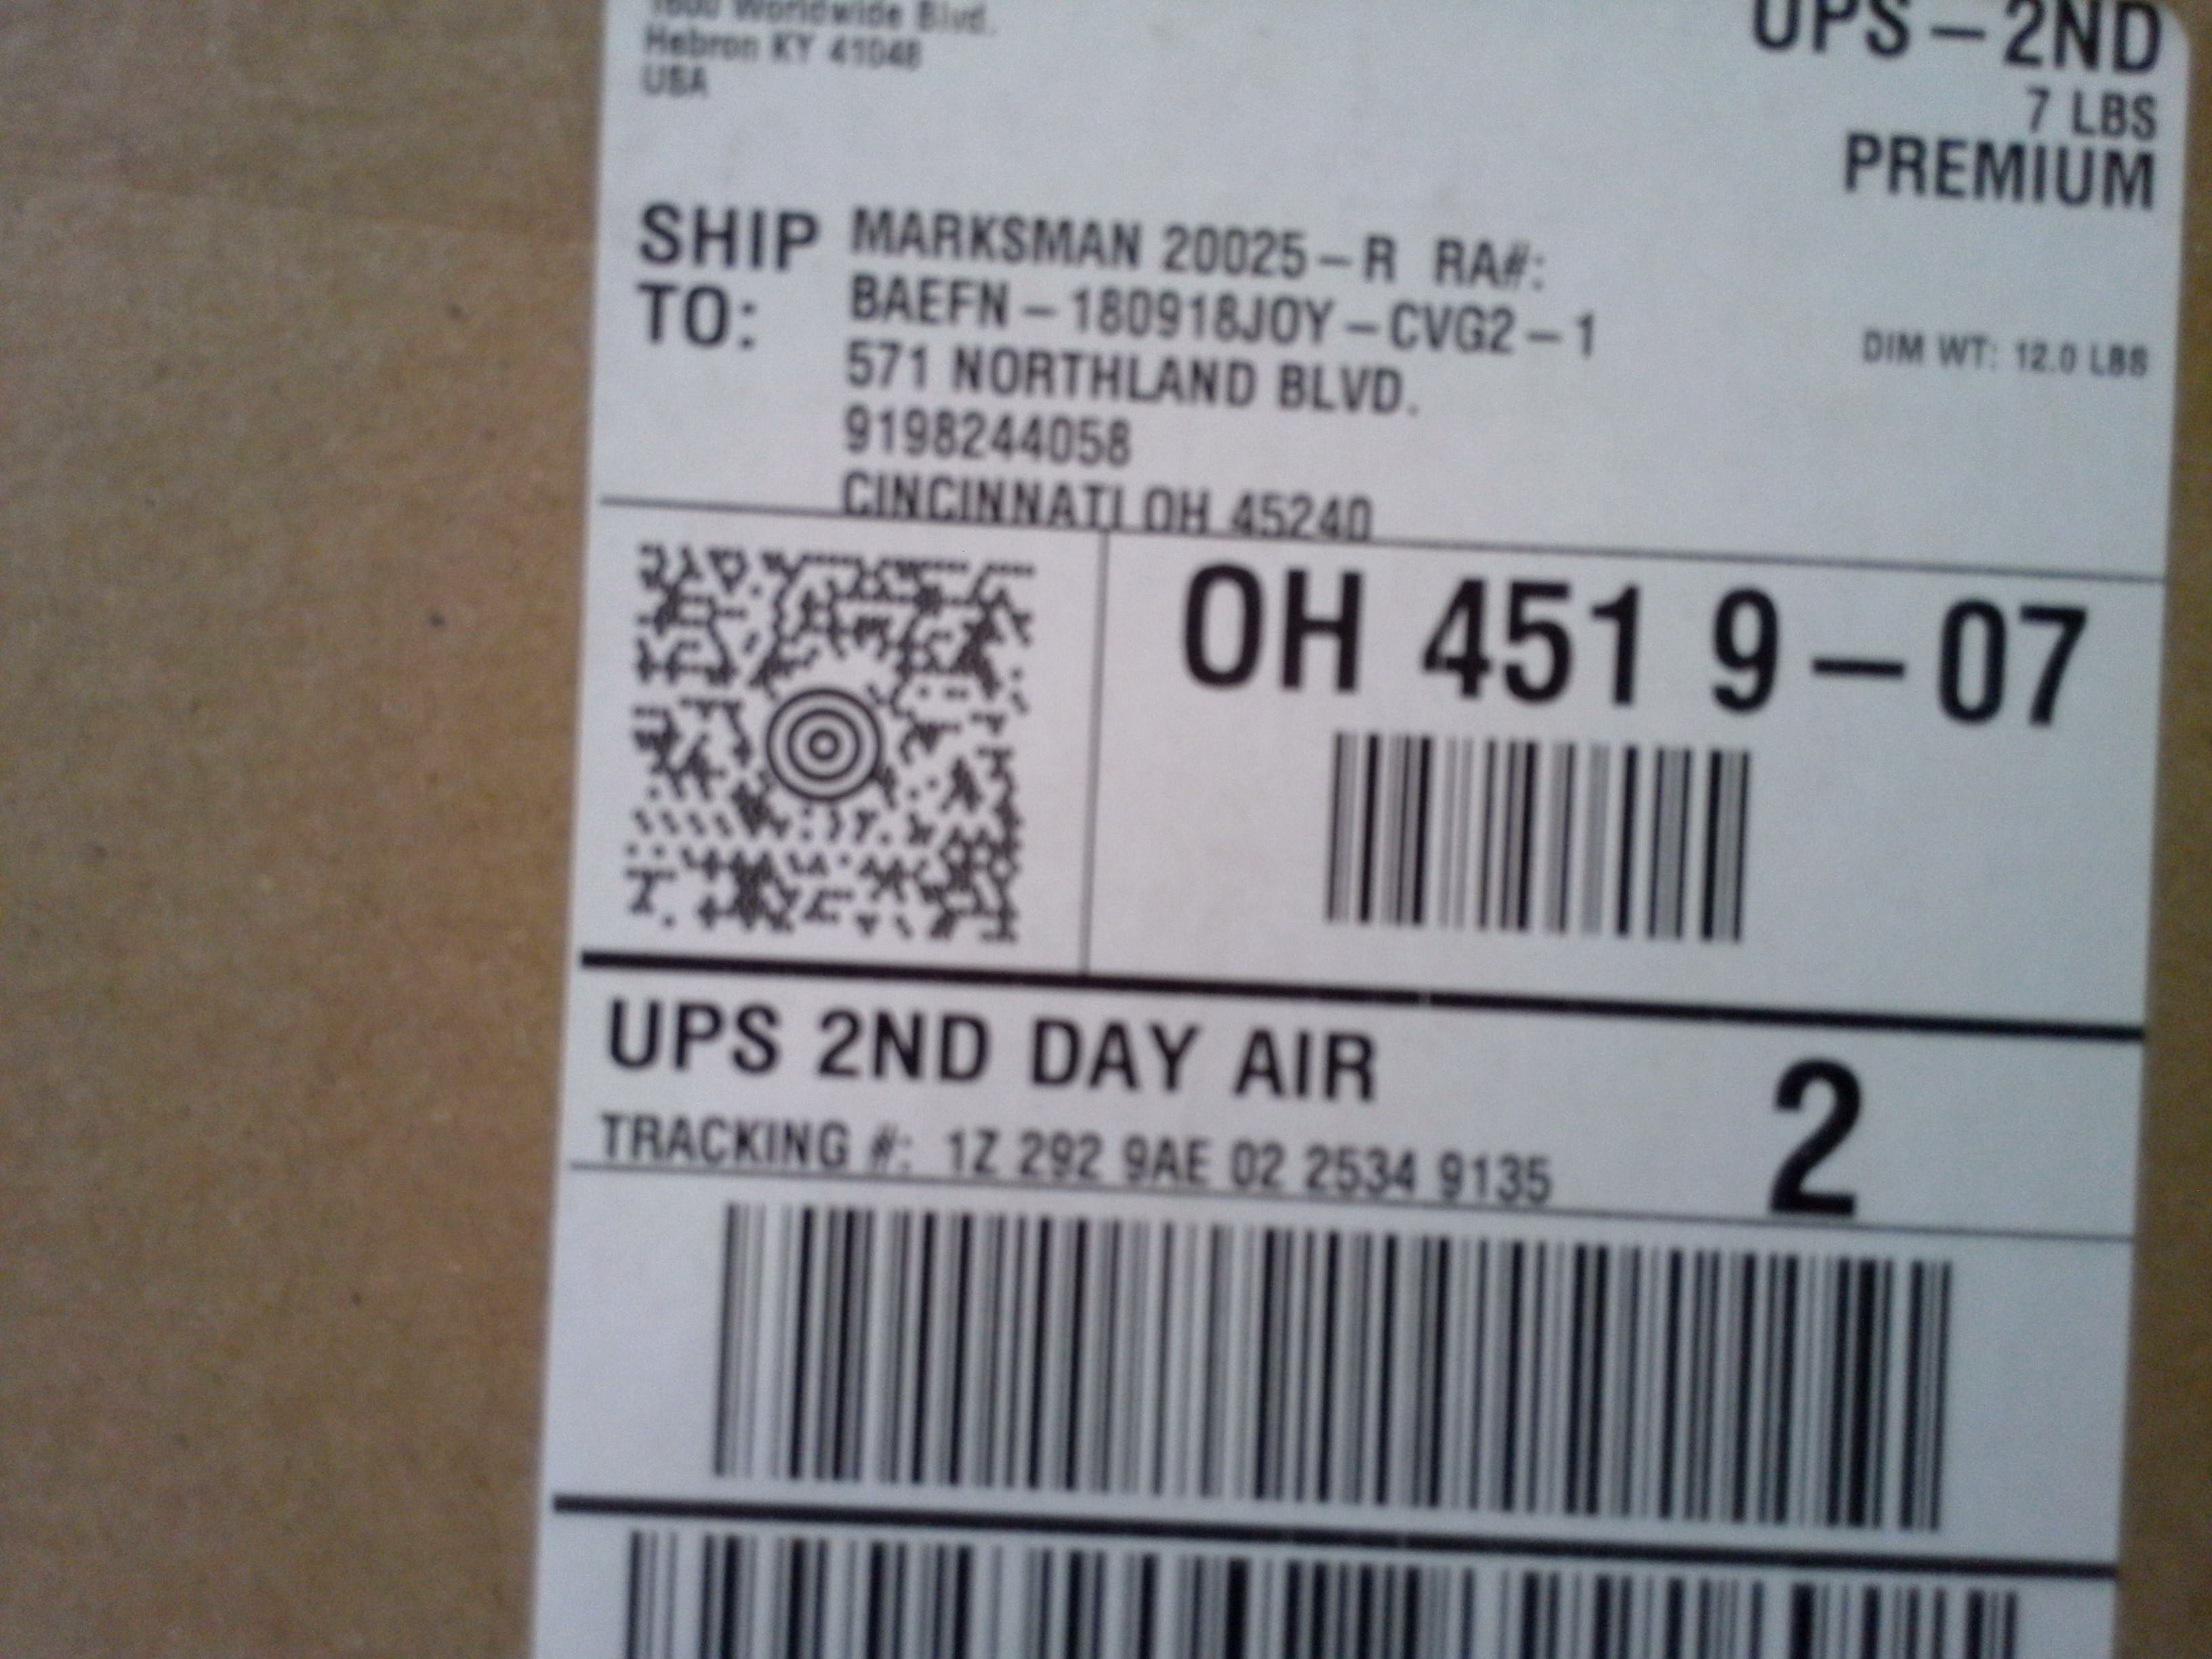 1600 Worldwide Blvd.
Hebron KY 41048
USA
UPS-2ND
7 LBS
PREMIUM
SHIP TO:
MARKSMAN 20025-R RA#:
BAEFN-180918JOY-CVG2-1
571 NORTHLAND BLVD.
9198244058
CINCINNATI OH 45240
DIM WT: 12.0 LBS
OH 451 9-07
UPS 2ND DAY AIR
2
TRACKING #: 1Z 292 9AE 02 2534 9135